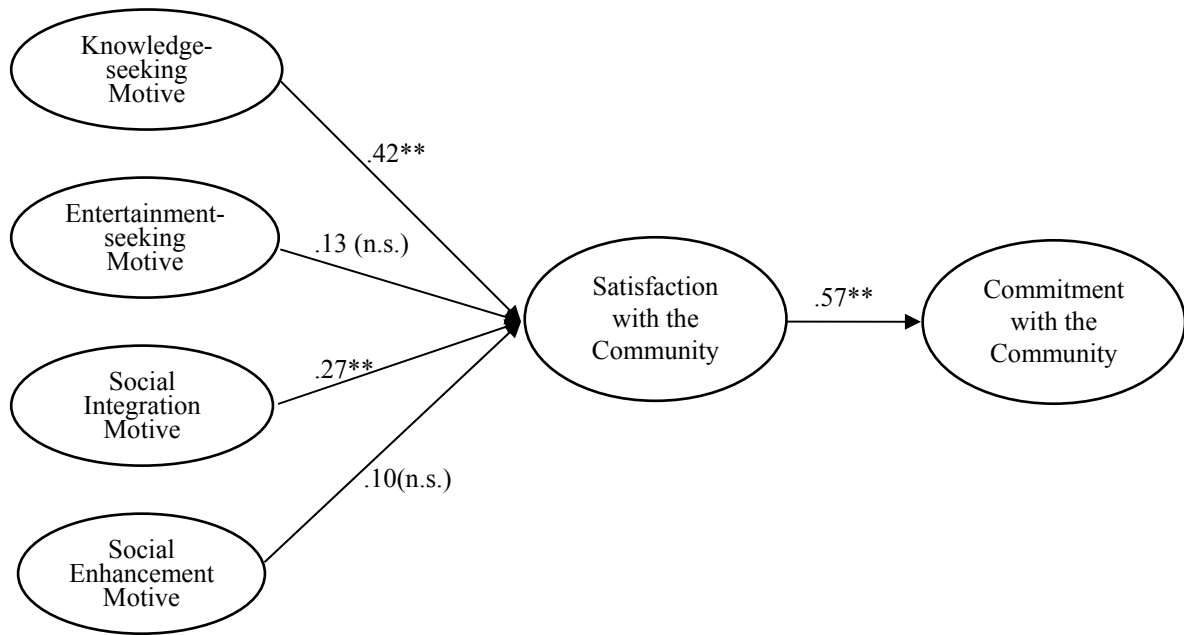 Knowledge-
seeking
Motive
.42**
Entertainment-
seeking
Motive
.13 (n.s.)
Satisfaction
with the
Community
.57**
Commitment
with the
Community
.27**
Social
Integration
Motive
.10(n.s.)
Social
Enhancement
Motive